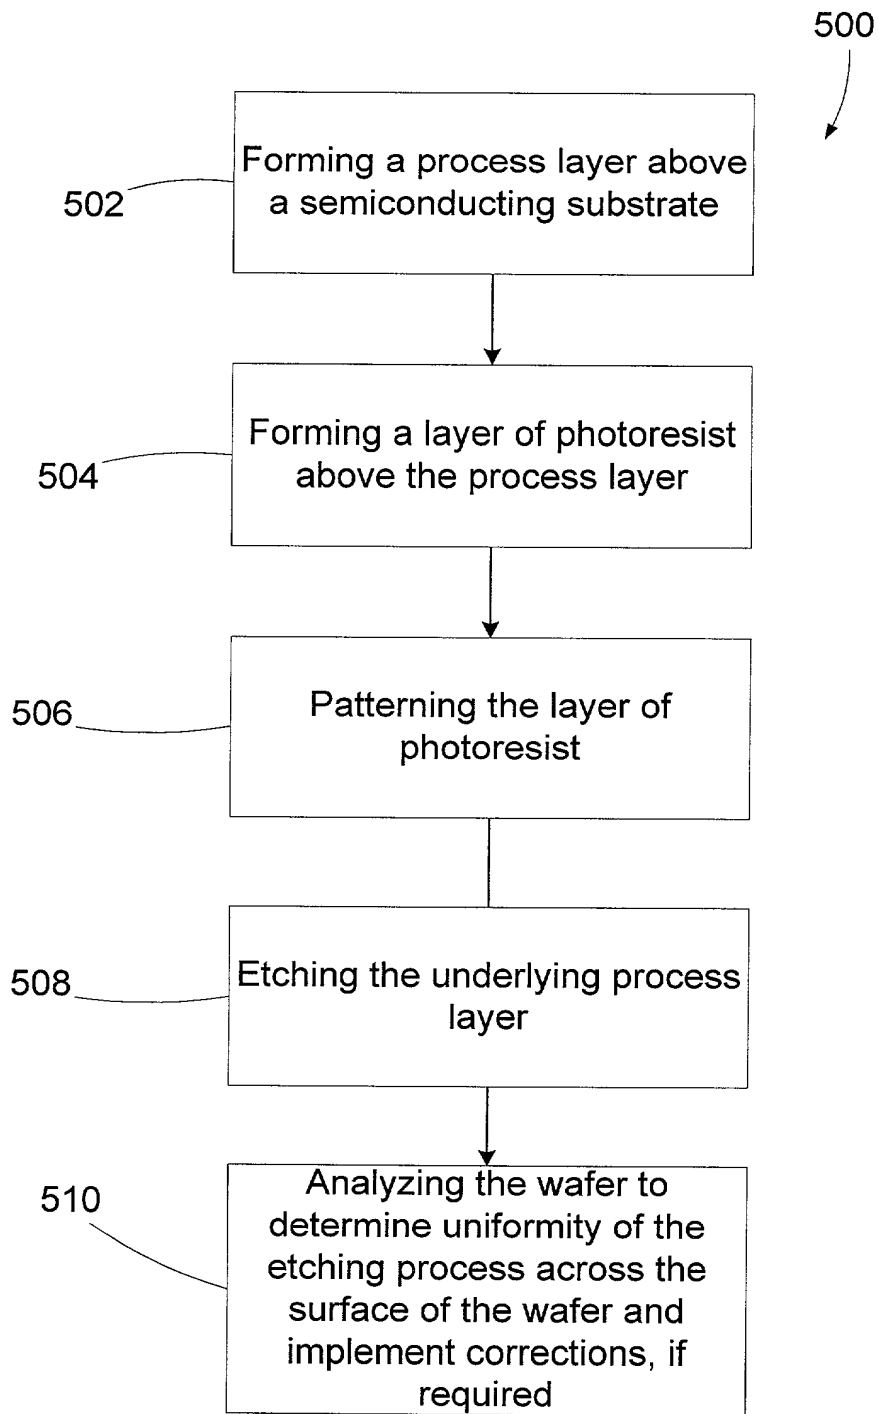 500
Forming a process layer above
a semiconducting substrate
502
Forming a layer of photoresist
above the process layer
504
Patterning the layer of
photoresist
506
Etching the underlying process
layer
508
Analyzing the wafer to
determine uniformity of the
etching process across the
surface of the wafer and
implement corrections, if
required
510